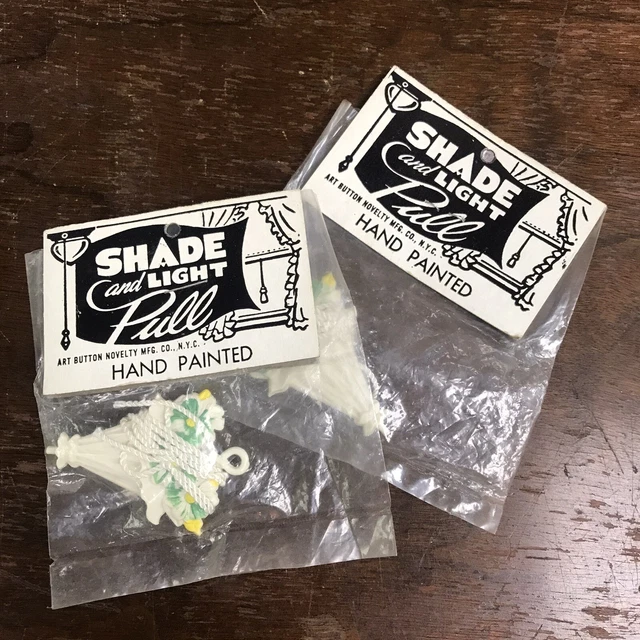 SHADE
and LIGHT
Pull
ART BUTTON NOVELTY MFG. CO., N.Y.C.
HAND PAINTED
SHADE
and LIGHT
Pull
ART BUTTON NOVELTY MFG. CO., N.Y.C.
HAND PAINTED